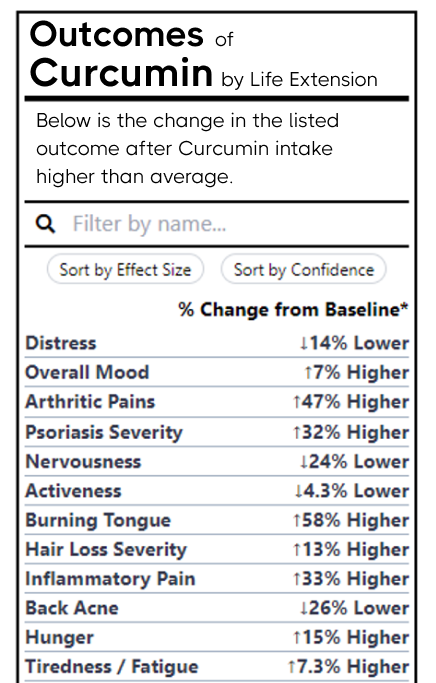 Outcomes of
Curcumin by Life Extension
Below is the change in the listed
outcome after Curcumin intake
higher than average.
Filter by name...
Sort by Effect Size Sort by Confidence
% Change from Baseline*
Distress ↓14% Lower
Overall Mood ↑7% Higher
Arthritic Pains ↑47% Higher
Psoriasis Severity ↑32% Higher
Nervousness ↓24% Lower
Activeness ↓4.3% Lower
Burning Tongue ↑58% Higher
Hair Loss Severity ↑13% Higher
Inflammatory Pain ↑33% Higher
Back Acne ↓26% Lower
Hunger ↑15% Higher
Tiredness / Fatigue ↑7.3% Higher